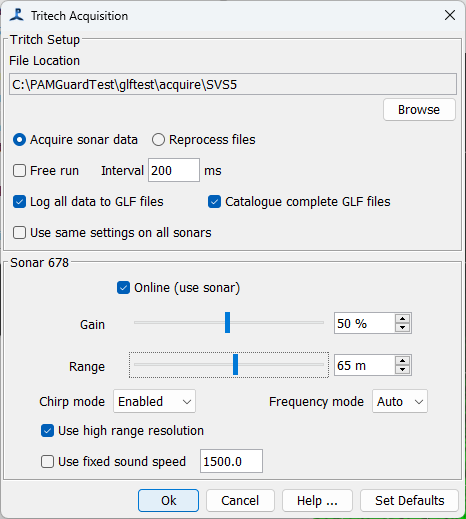 Tritech Acquisition
Tritch Setup
File Location
C:\PAMGuardTest\glftest\acquire\SVS5
Browse
Acquire sonar data Reprocess files
Free run Interval 200 ms
Log all data to GLF files Catalogue complete GLF files
Use same settings on all sonars
Sonar 678
Online (use sonar)
Gain 50 %
Range 65 m
Chirp mode Enabled Frequency mode Auto
Use high range resolution
Use fixed sound speed 1500.0
Ok Cancel Help ... Set Defaults